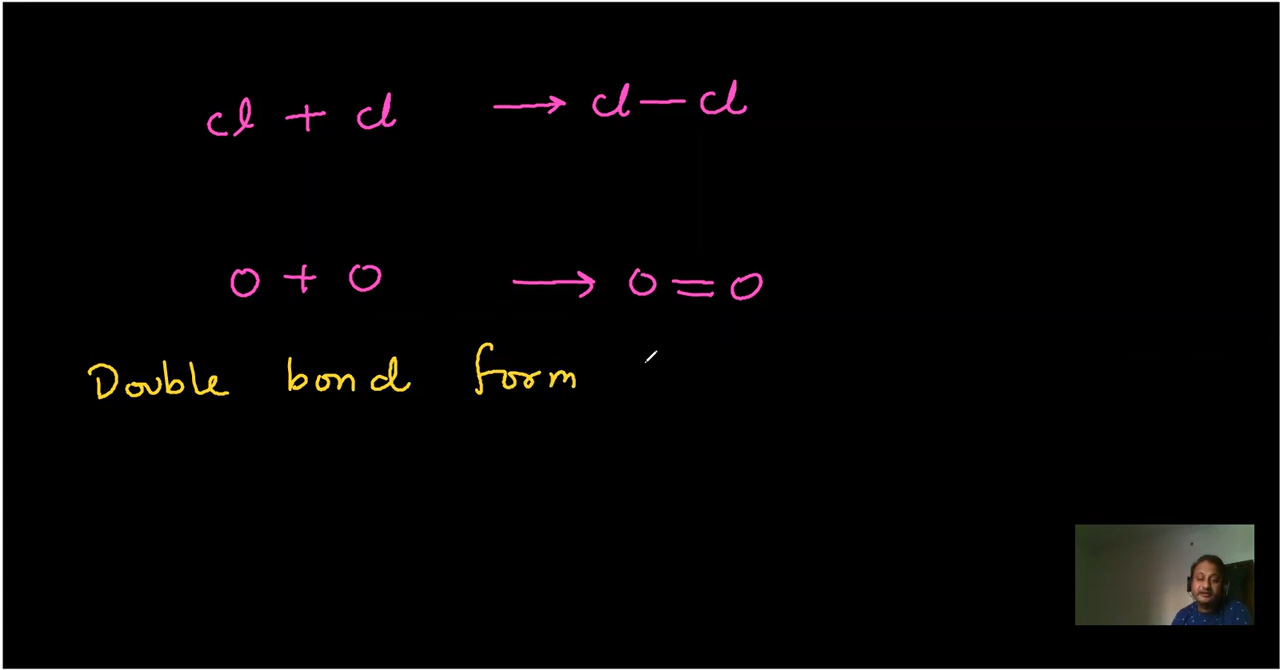 Cl + Cl → Cl — Cl
O + O → O = O
Double bond form